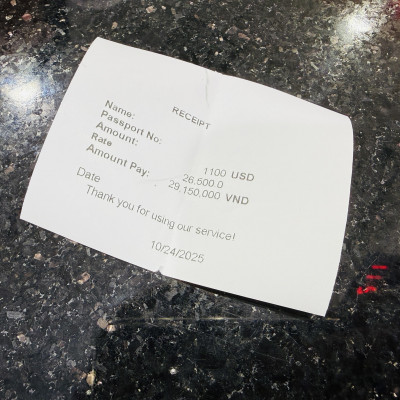 RECEIPT
Name:
Passport No:
Amount: 1100 USD
Rate 26,500.0
Amount Pay: 29,150,000 VND
Date
Thank you for using our service!
10/24/2025